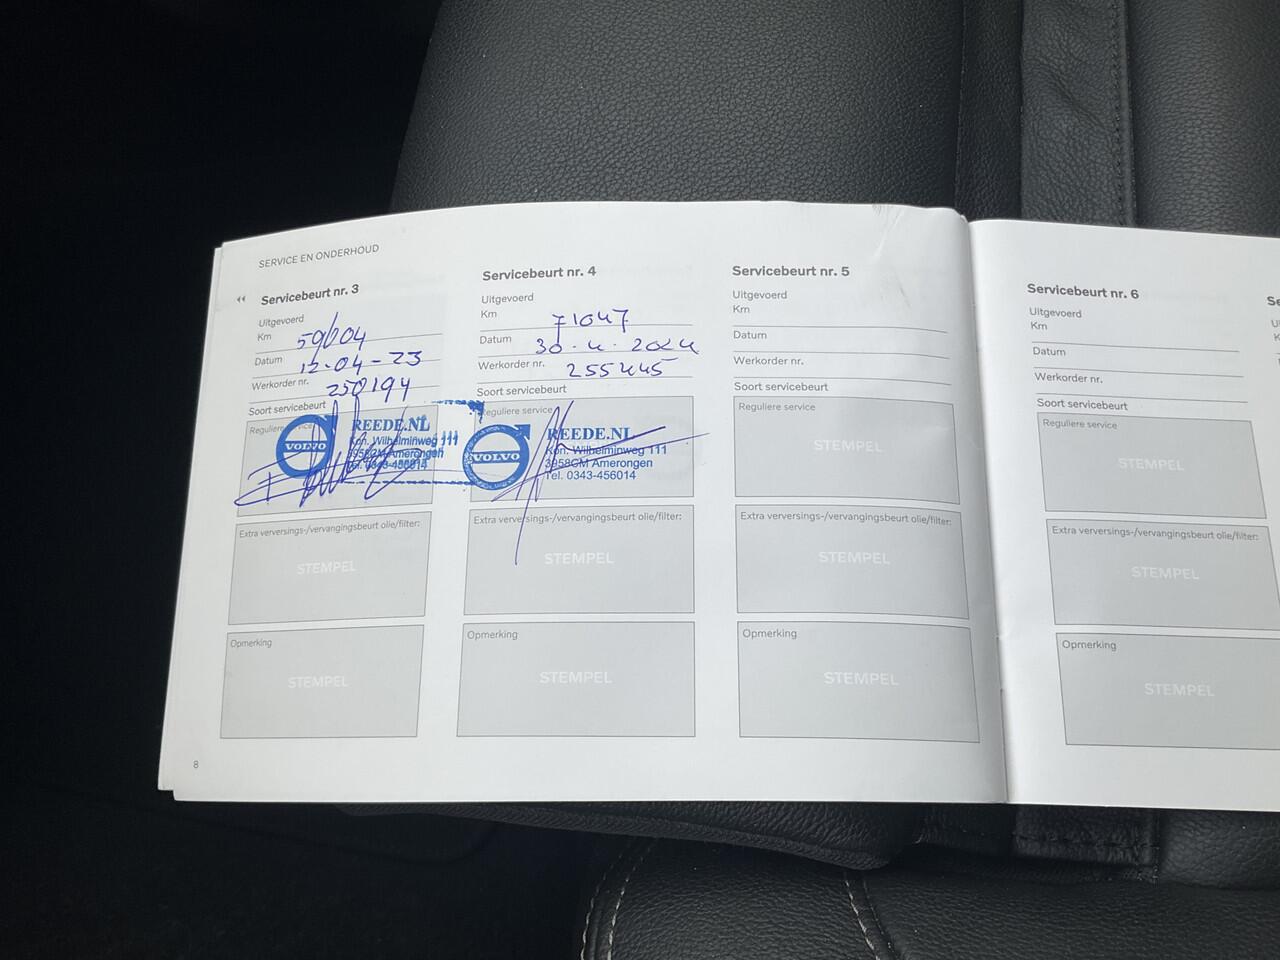 SERVICE EN ONDERHOUD
Servicebeurt nr. 3
Uitgevoerd
Km
Datum 12-04-23
Werkorder nr. 250194
Soort servicebeurt
Reguliere
VOLVO
REEDE.NL
Kon. Wilhelminweg 111
3958GM Amerongen
Extra verversings-/vervangingsbeurt olie/filter:
STEMPEL
Opmerking
STEMPEL
8
Servicebeurt nr. 4
Uitgevoerd
Km 71047
Datum 30.4.2024
Werkorder nr. 255445
Soort servicebeurt
Reguliere service
VOLVO
REEDE.NL
Kon. Wilhelminweg 111
3958GM Amerongen
Tel. 0343-456014
Extra verversings-/vervangingsbeurt olie/filter:
STEMPEL
Opmerking
STEMPEL
Servicebeurt nr. 5
Uitgevoerd
Km
Datum
Werkorder nr.
Soort servicebeurt
Reguliere service
STEMPEL
Extra verversings-/vervangingsbeurt olie/filter:
STEMPEL
Opmerking
STEMPEL
Servicebeurt nr. 6
Uitgevoerd
Km
Datum
Werkorder nr.
Soort servicebeurt
Reguliere service
STEMPEL
Extra verversings-/vervangingsbeurt olie/filter:
STEMPEL
Opmerking
STEMPEL